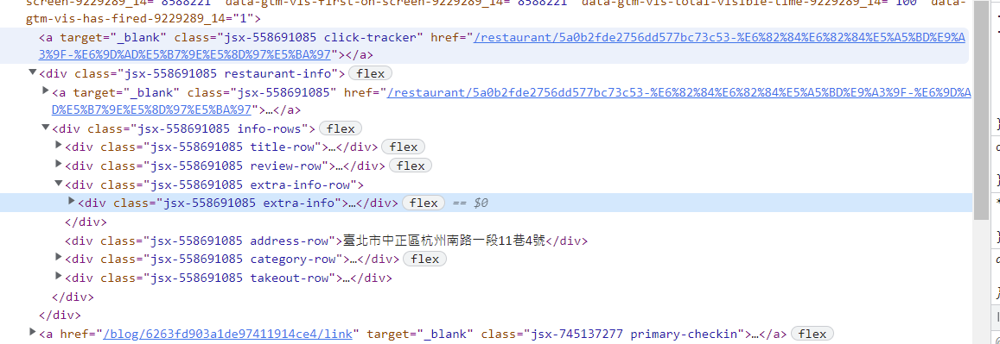 screen-9229289_14="8588221" data-gtm-vis-first-on-screen-9229289_14="8588221" data-gtm-vis-total-visible-time-9229289_14="100" data-
gtm-vis-has-fired-9229289_14="1">
<a target="_blank" class="jsx-558691085 click-tracker" href="/restaurant/5a0b2fde2756dd577bc73c53-%E6%82%84%E6%82%84%E5%A5%BD%E9%A
3%9F-%E6%9D%AD%E5%B7%9E%E5%8D%97%E5%BA%97"></a>
<div class="jsx-558691085 restaurant-info"> flex
<a target="_blank" class="jsx-558691085" href="/restaurant/5a0b2fde2756dd577bc73c53-%E6%82%84%E6%82%84%E5%A5%BD%E9%A3%9F-%E6%9D%A
D%E5%B7%9E%E5%8D%97%E5%BA%97">…</a>
<div class="jsx-558691085 info-rows"> flex
<div class="jsx-558691085 title-row">…</div> flex
<div class="jsx-558691085 review-row">…</div> flex
<div class="jsx-558691085 extra-info-row">
<div class="jsx-558691085 extra-info">…</div> flex == $0
</div>
<div class="jsx-558691085 address-row">臺北市中正區杭州南路一段11巷4號</div>
<div class="jsx-558691085 category-row">…</div> flex
<div class="jsx-558691085 takeout-row">…</div>
</div>
</div>
<a href="/blog/6263fd903a1de97411914ce4/link" target="_blank" class="jsx-745137277 primary-checkin">…</a> flex